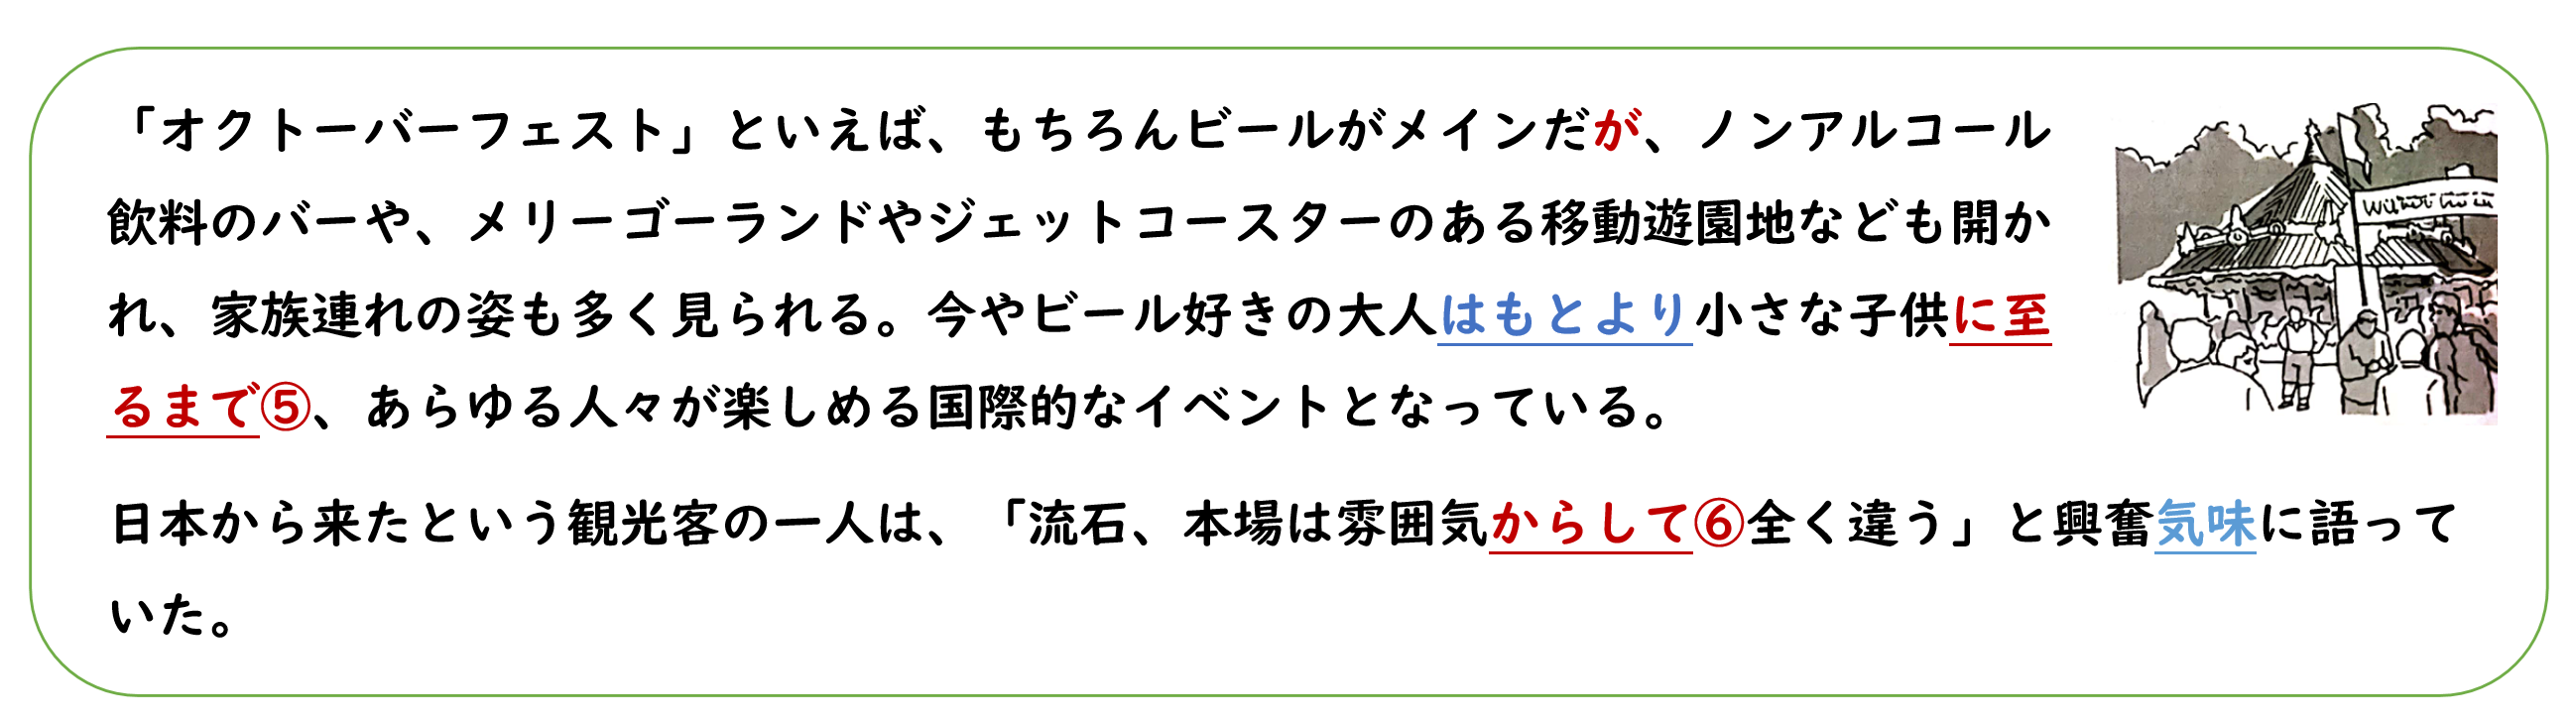 「オクトーバーフェスト」といえば、もちろんビールがメインだが、ノンアルコール
飲料のバーや、メリーゴーランドやジェットコースターのある移動遊園地なども開か
れ、家族連れの姿も多く見られる。今やビール好きの大人はもとより小さな子供に至
るまで⑤、あらゆる人々が楽しめる国際的なイベントとなっている。
日本から来たという観光客の一人は、「流石、本場は雰囲気からして⑥全く違う」と興奮気味に語って
いた。